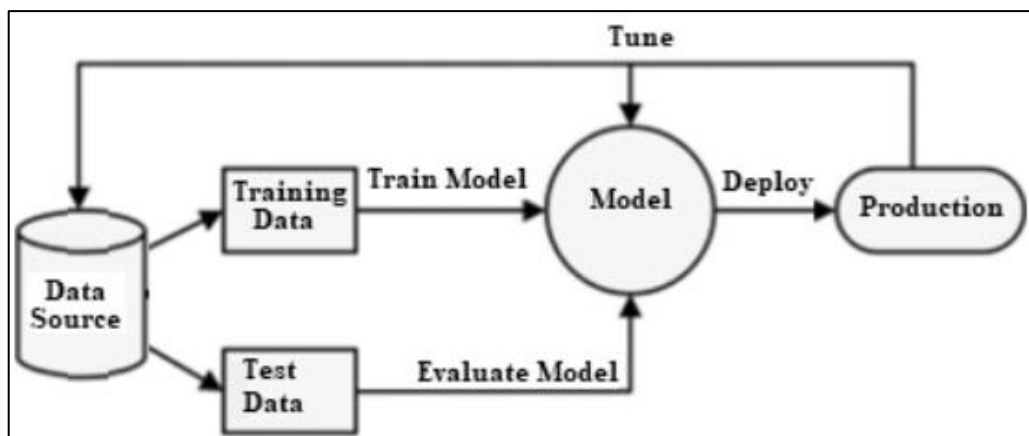 Tune
Training
Data
Train Model
Model
Deploy
Production
Data
Source
Test
Data
Evaluate Model